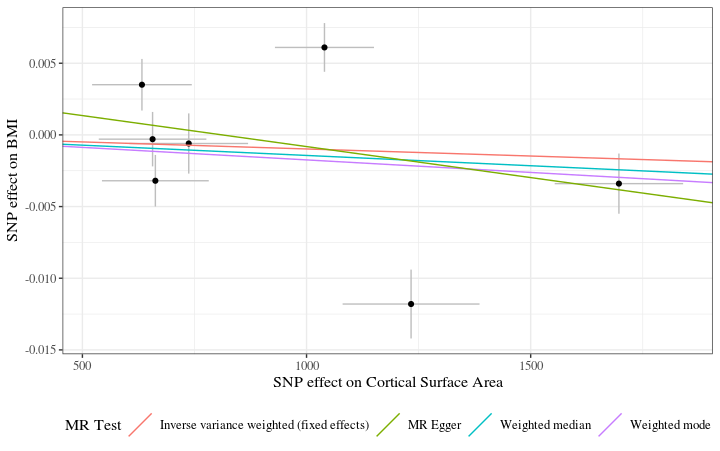 SNP effect on BMI
0.005
0.000
-0.005
-0.010
-0.015
500
1000
1500
SNP effect on Cortical Surface Area
MR Test
Inverse variance weighted (fixed effects)
MR Egger
Weighted median
Weighted mode